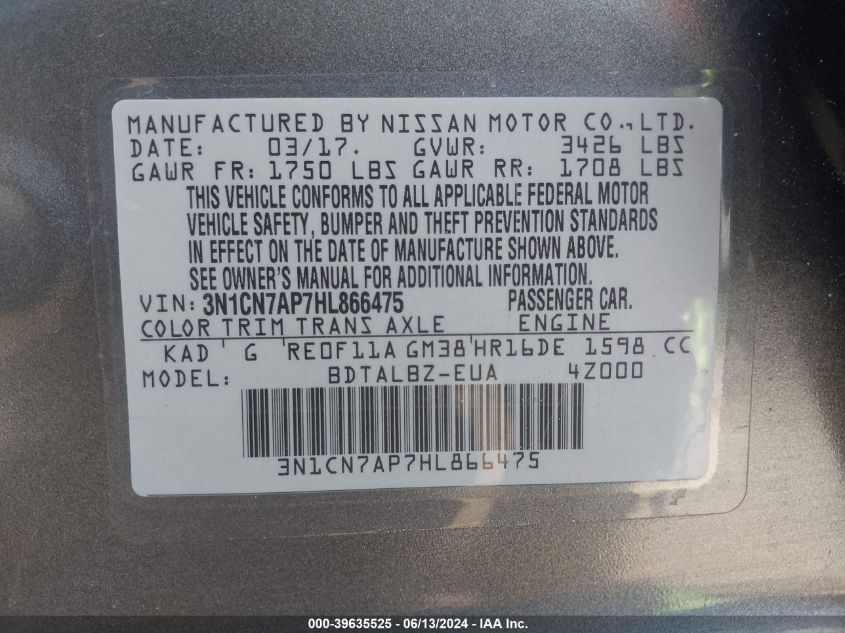 MANUFACTURED BY NISSAN MOTOR CO., LTD.
DATE: 03/17. GVWR: 3426 LBS
GAWR FR: 1750 LBS GAWR RR: 1708 LBS
THIS VEHICLE CONFORMS TO ALL APPLICABLE FEDERAL MOTOR
VEHICLE SAFETY, BUMPER AND THEFT PREVENTION STANDARDS
IN EFFECT ON THE DATE OF MANUFACTURE SHOWN ABOVE.
SEE OWNER'S MANUAL FOR ADDITIONAL INFORMATION.
VIN: 3N1CN7AP7HL866475 PASSENGER CAR.
COLOR TRIM TRANS AXLE ENGINE
KAD G RE0F11A GM38 HR16DE 1598 CC
MODEL: BDTALBZ-EUA 4Z000
3N1CN7AP7HL866475
000-39635525 - 06/13/2024 - IAA Inc.